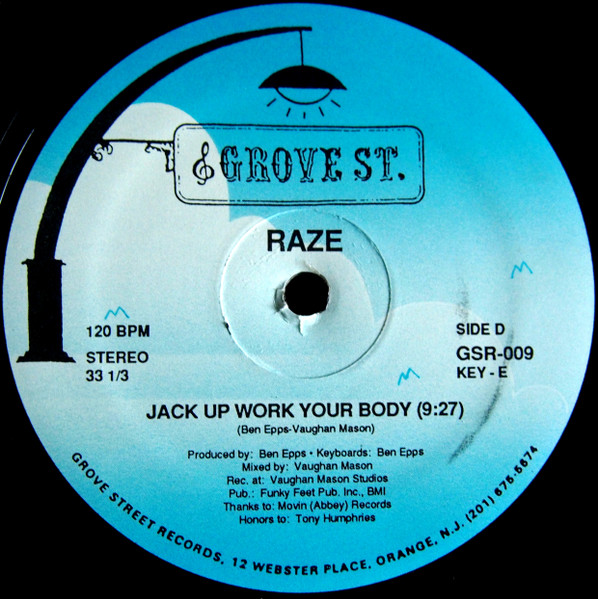 GROVE ST.
RAZE
120 BPM
STEREO
33 1/3
SIDE D
GSR-009
KEY - E
JACK UP WORK YOUR BODY (9:27)
(Ben Epps-Vaughan Mason)
Produced by: Ben Epps • Keyboards: Ben Epps
Mixed by: Vaughan Mason
Rec. at: Vaughan Mason Studios
Pub.: Funky Feet Pub. Inc., BMI
Thanks to: Movin (Abbey) Records
Honors to: Tony Humphries
GROVE STREET RECORDS, 12 WEBSTER PLACE, ORANGE, N.J. (201) 675-5574